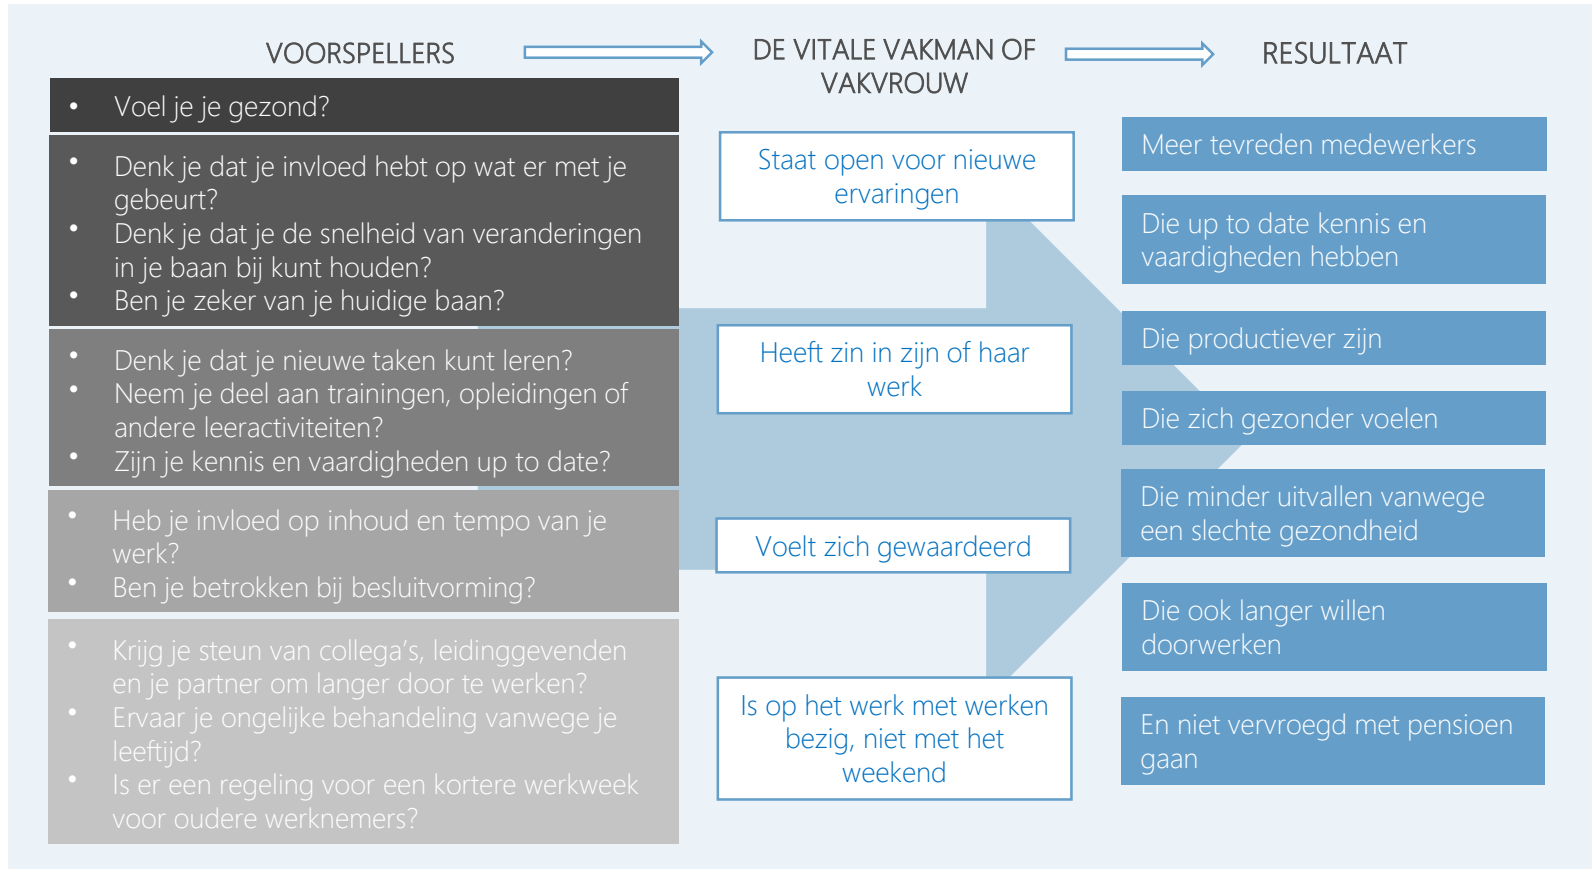 VOORSPELLERS
DE VITALE VAKMAN OF
VAKVROUW
RESULTAAT
• Voel je je gezond?
• Denk je dat je invloed hebt op wat er met je
gebeurt?
• Denk je dat je de snelheid van veranderingen
in je baan bij kunt houden?
• Ben je zeker van je huidige baan?
• Denk je dat je nieuwe taken kunt leren?
• Neem je deel aan trainingen, opleidingen of
andere leeractiviteiten?
• Zijn je kennis en vaardigheden up to date?
• Heb je invloed op inhoud en tempo van je
werk?
• Ben je betrokken bij besluitvorming?
• Krijg je steun van collega's, leidinggevenden
en je partner om langer door te werken?
• Ervaar je ongelijke behandeling vanwege je
leeftijd?
• Is er een regeling voor een kortere werkweek
voor oudere werknemers?
Staat open voor nieuwe
ervaringen
Heeft zin in zijn of haar
werk
Voelt zich gewaardeerd
Is op het werk met werken
bezig, niet met het
weekend
Meer tevreden medewerkers
Die up to date kennis en
vaardigheden hebben
Die productiever zijn
Die zich gezonder voelen
Die minder uitvallen vanwege
een slechte gezondheid
Die ook langer willen
doorwerken
En niet vervroegd met pensioen
gaan